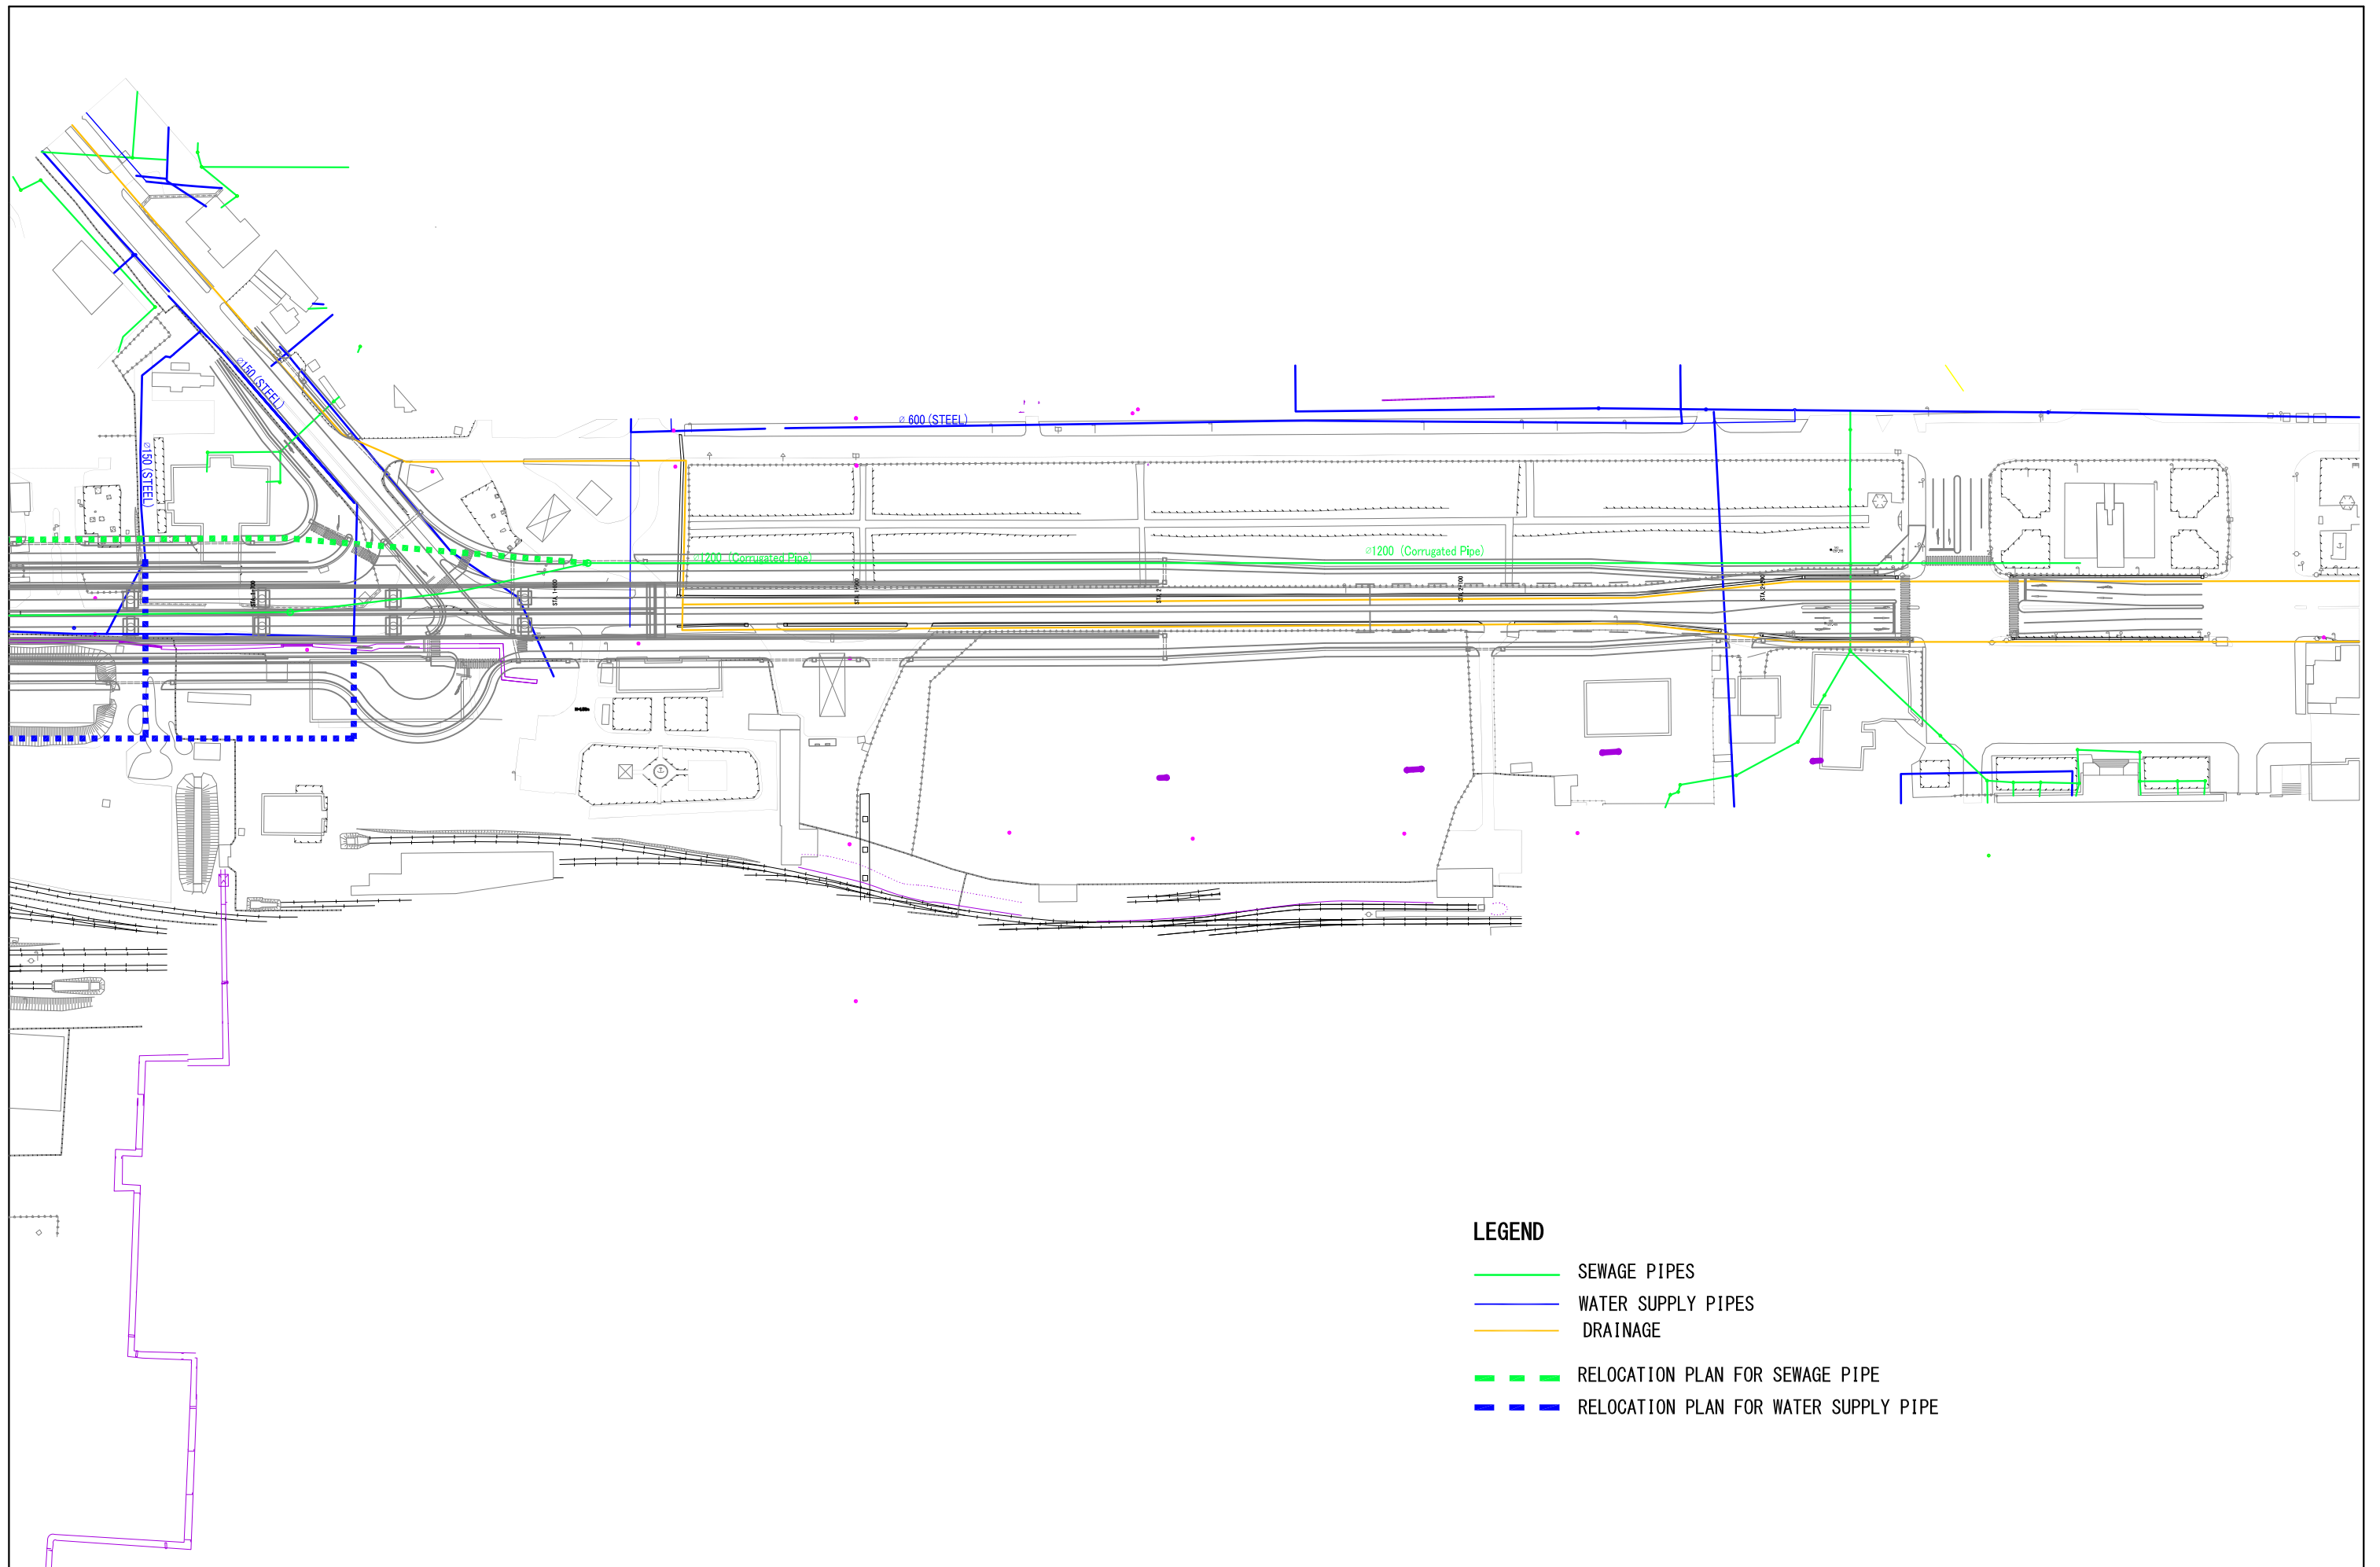 ⌀150(STEEL)
⌀600(STEEL)
⌀150(STEEL)
⌀1200 (Corrugated Pipe)
⌀1200 (Corrugated Pipe)
LEGEND
SEWAGE PIPES
WATER SUPPLY PIPES
DRAINAGE
RELOCATION PLAN FOR SEWAGE PIPE
RELOCATION PLAN FOR WATER SUPPLY PIPE